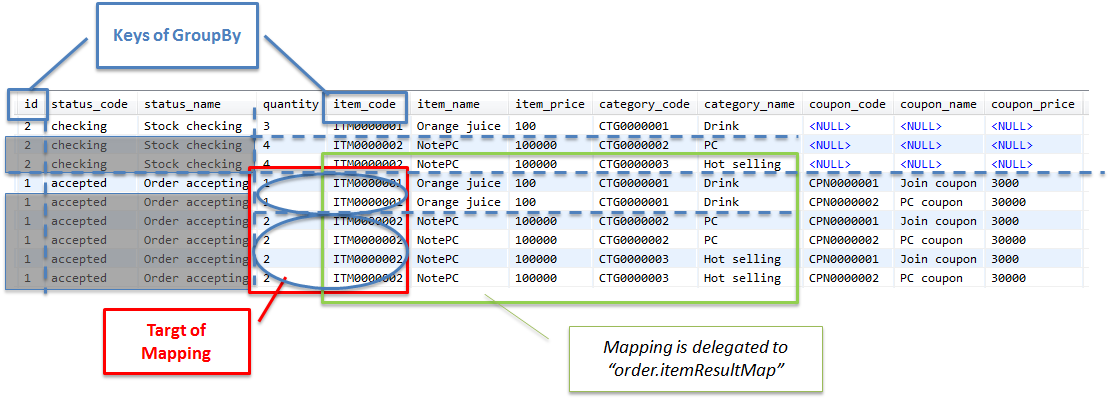 Keys of GroupBy
id status_code status_name quantity item_code item_name item_price category_code category_name coupon_code coupon_name coupon_price
2 checking Stock checking 3 ITM0000001 Orange juice 100 CTG0000001 Drink <NULL> <NULL> <NULL>
2 checking Stock checking 4 ITM0000002 NotePC 100000 CTG0000002 PC <NULL> <NULL> <NULL>
2 checking Stock checking 4 ITM0000002 NotePC 100000 CTG0000003 Hot selling <NULL> <NULL> <NULL>
1 accepted Order accepting 1 ITM0000001 Orange juice 100 CTG0000001 Drink CPN0000001 Join coupon 3000
1 accepted Order accepting 1 ITM0000001 Orange juice 100 CTG0000001 Drink CPN0000002 PC coupon 30000
1 accepted Order accepting 2 ITM0000002 NotePC 100000 CTG0000002 PC CPN0000001 Join coupon 3000
1 accepted Order accepting 2 ITM0000002 NotePC 100000 CTG0000002 PC CPN0000002 PC coupon 30000
1 accepted Order accepting 2 ITM0000002 NotePC 100000 CTG0000003 Hot selling CPN0000001 Join coupon 3000
1 accepted Order accepting 2 ITM0000002 NotePC 100000 CTG0000003 Hot selling CPN0000002 PC coupon 30000
Targt of
Mapping
Mapping is delegated to
“order.itemResultMap”